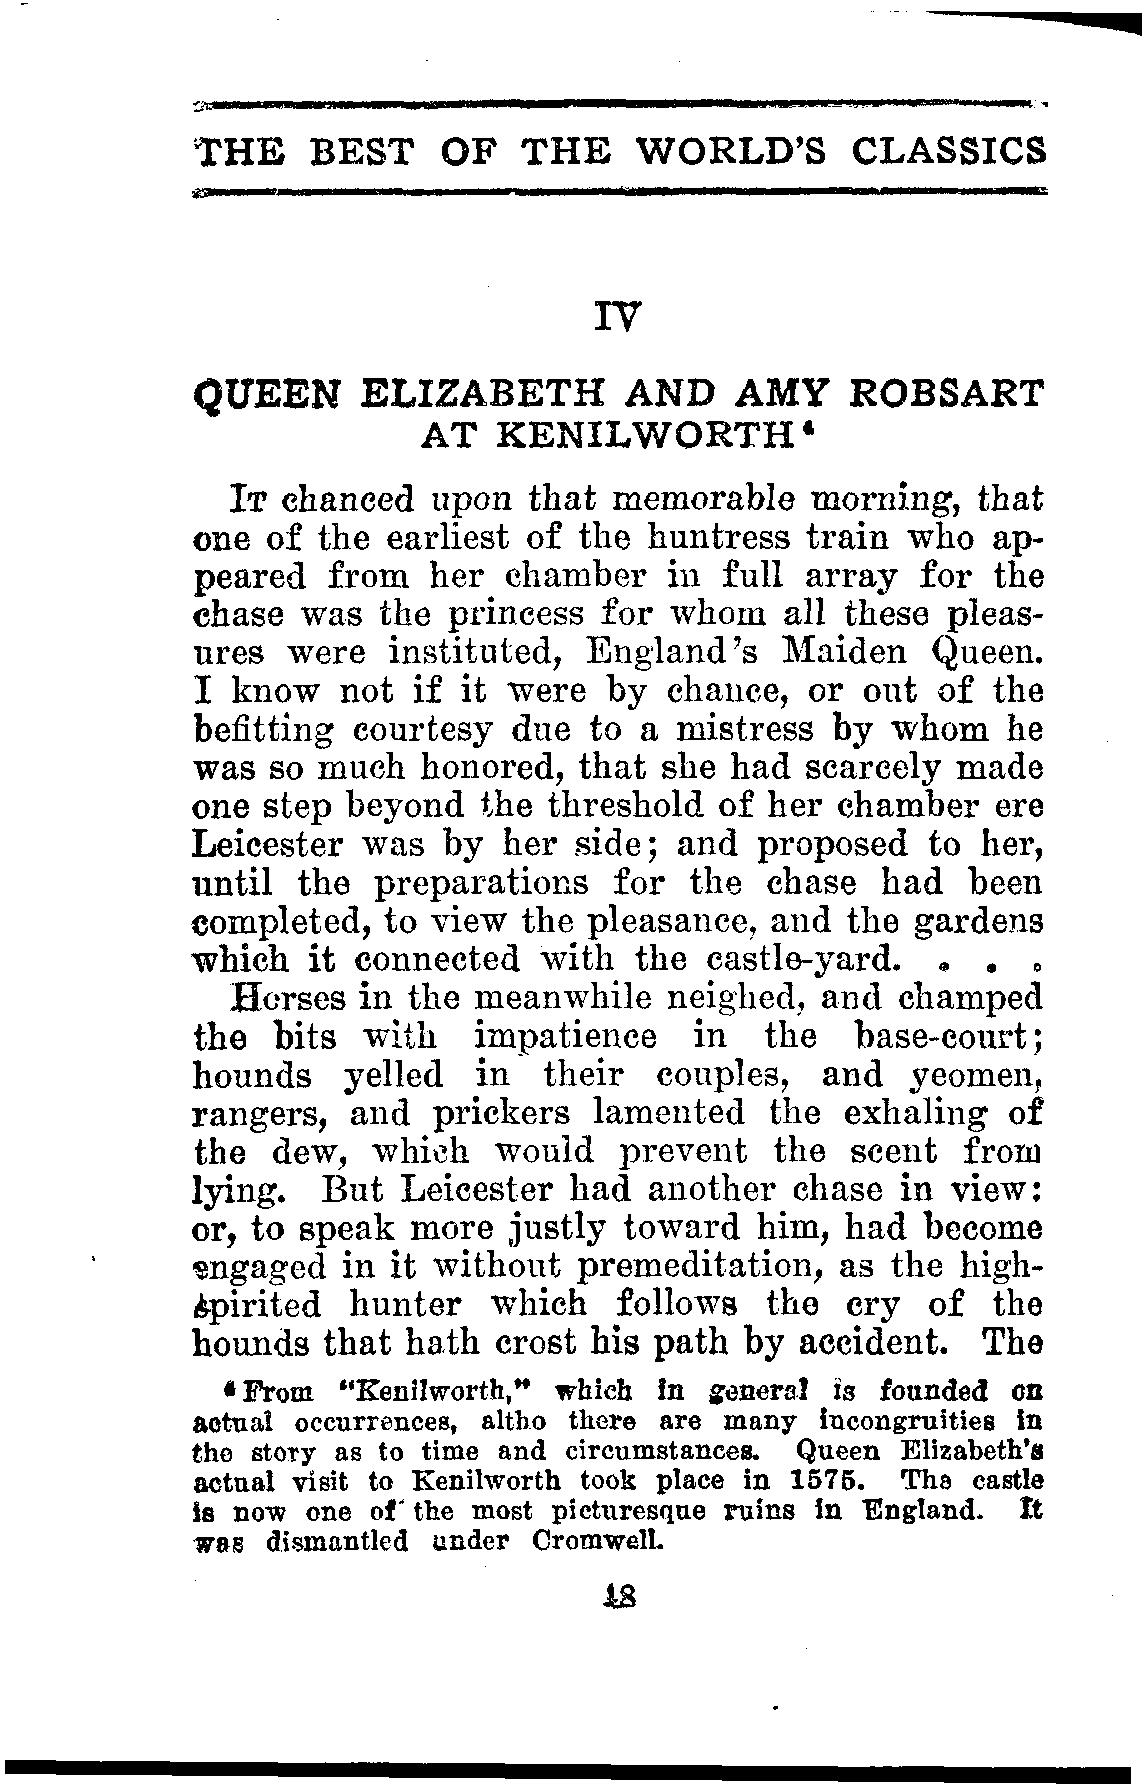 THE BEST OF THE WORLD'S CLASSICS
IV
QUEEN ELIZABETH AND AMY ROBSART
AT KENILWORTH⁴
IT chanced upon that memorable morning, that
one of the earliest of the huntress train who ap-
peared from her chamber in full array for the
chase was the princess for whom all these pleas-
ures were instituted, England's Maiden Queen.
I know not if it were by chance, or out of the
befitting courtesy due to a mistress by whom he
was so much honored, that she had scarcely made
one step beyond the threshold of her chamber ere
Leicester was by her side; and proposed to her,
until the preparations for the chase had been
completed, to view the pleasance, and the gardens
which it connected with the castle-yard. . . .
Horses in the meanwhile neighed, and champed
the bits with impatience in the base-court;
hounds yelled in their couples, and yeomen,
rangers, and prickers lamented the exhaling of
the dew, which would prevent the scent from
lying. But Leicester had another chase in view:
or, to speak more justly toward him, had become
engaged in it without premeditation, as the high-
spirited hunter which follows the cry of the
hounds that hath crost his path by accident. The
⁴ From "Kenilworth," which in general is founded on
actual occurrences, altho there are many incongruities in
the story as to time and circumstances. Queen Elizabeth's
actual visit to Kenilworth took place in 1575. The castle
is now one of the most picturesque ruins in England. It
was dismantled under Cromwell.
18